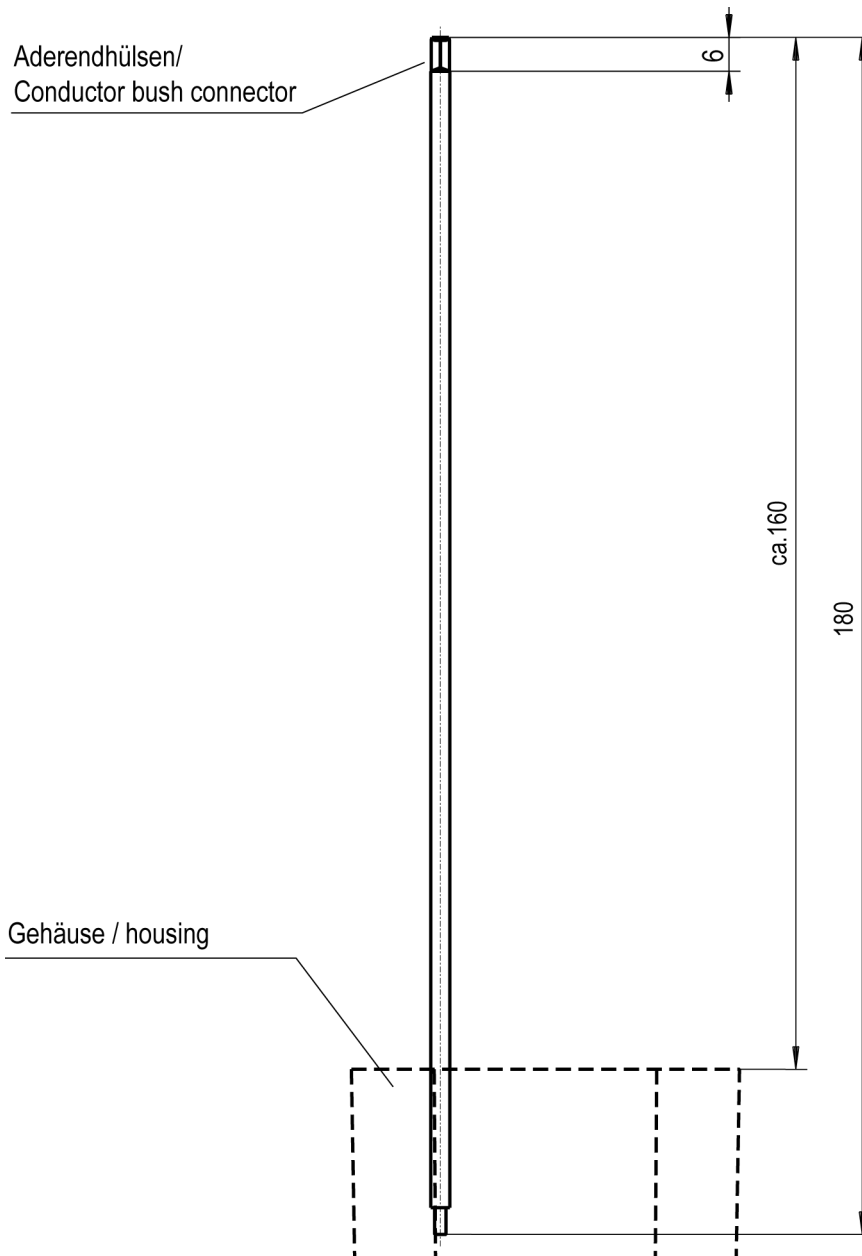 Aderendhülsen/
Conductor bush connector
6
ca.160
180
Gehäuse / housing